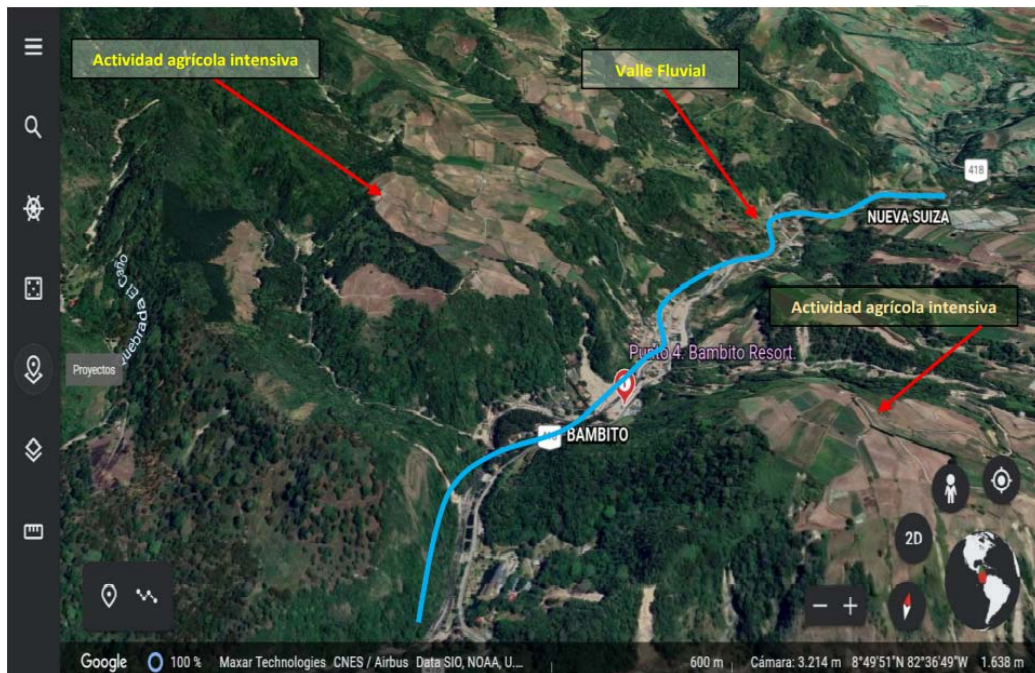 Actividad agrícola intensiva
Valle Fluvial
418
NUEVA SUIZA
Quebrada El Caño
Actividad agrícola intensiva
Punto 4. Bambito Resort.
Proyectos
BAMBITO
2D
Google 100 % Maxar Technologies CNES / Airbus Data SIO, NOAA, U.... 600 m Cámara: 3.214 m 8°49'51"N 82°36'49"W 1.638 m